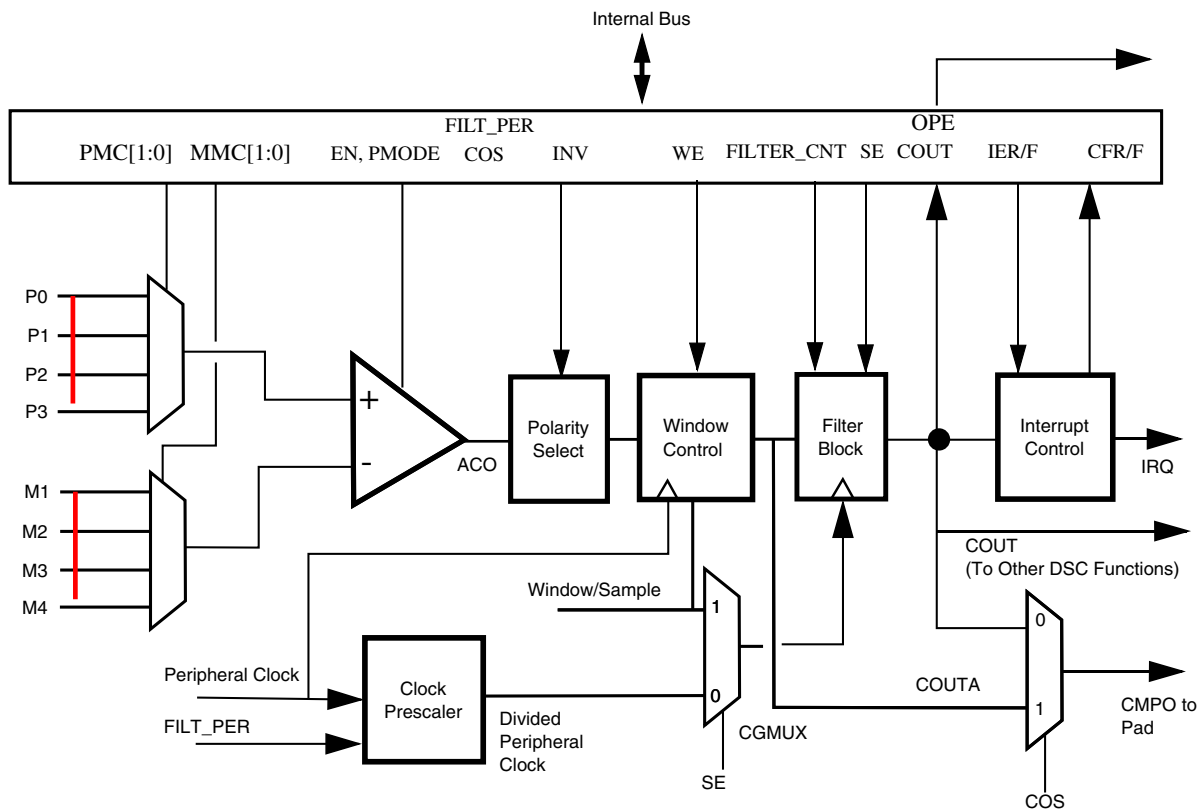 Internal Bus
FILT_PER
OPE
PMC[1:0] MMC[1:0] EN, PMODE COS INV WE FILTER_CNT SE COUT IER/F CFR/F
P0
P1
P2
P3
+
-
ACO
Polarity
Select
Window
Control
Filter
Block
Interrupt
Control
IRQ
M1
M2
M3
M4
COUT
(To Other DSC Functions)
Window/Sample
1
0
CGMUX
SE
Peripheral Clock
FILT_PER
Clock
Prescaler
Divided
Peripheral
Clock
COUTA
0
1
CMPO to
Pad
COS